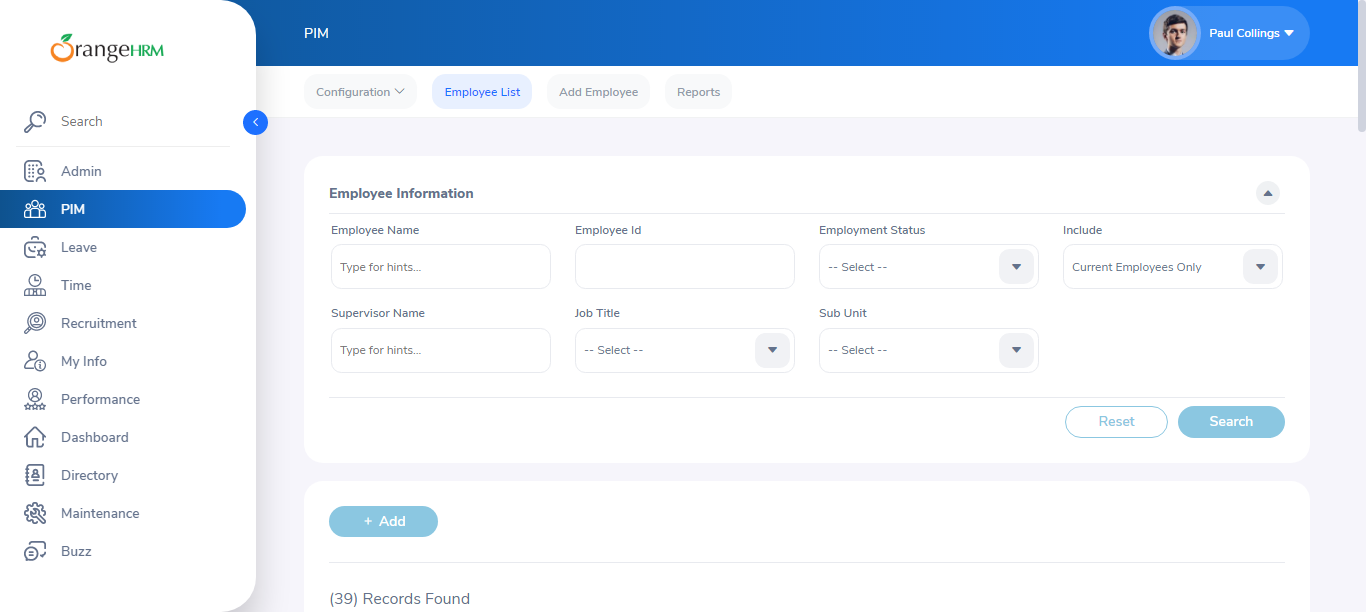 OrangeHRM
PIM
Paul Collings
Configuration
Employee List
Add Employee
Reports
Search
Admin
PIM
Leave
Time
Recruitment
My Info
Performance
Dashboard
Directory
Maintenance
Buzz
Employee Information
Employee Name
Employee Id
Employment Status
Include
Type for hints...
-- Select --
Current Employees Only
Supervisor Name
Job Title
Sub Unit
Type for hints...
-- Select --
-- Select --
Reset
Search
+ Add
(39) Records Found